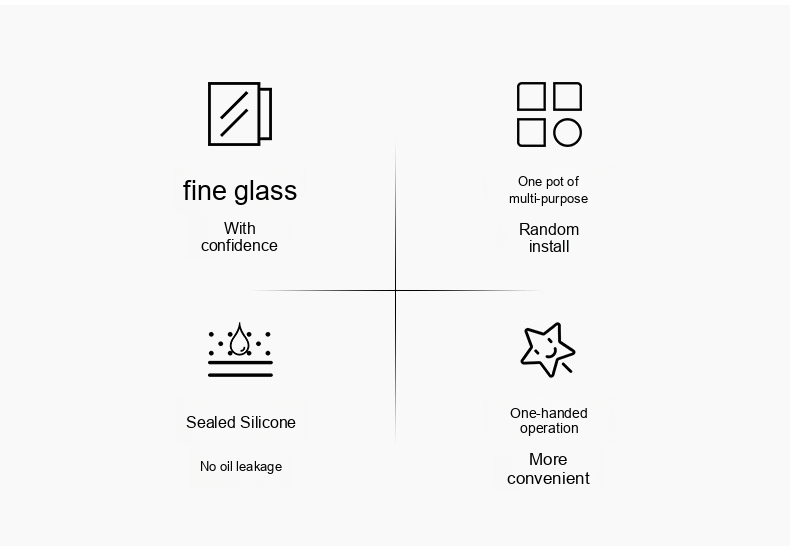 fine glass
With
confidence
One pot of
multi-purpose
Random
install
Sealed Silicone
No oil leakage
One-handed
operation
More
convenient